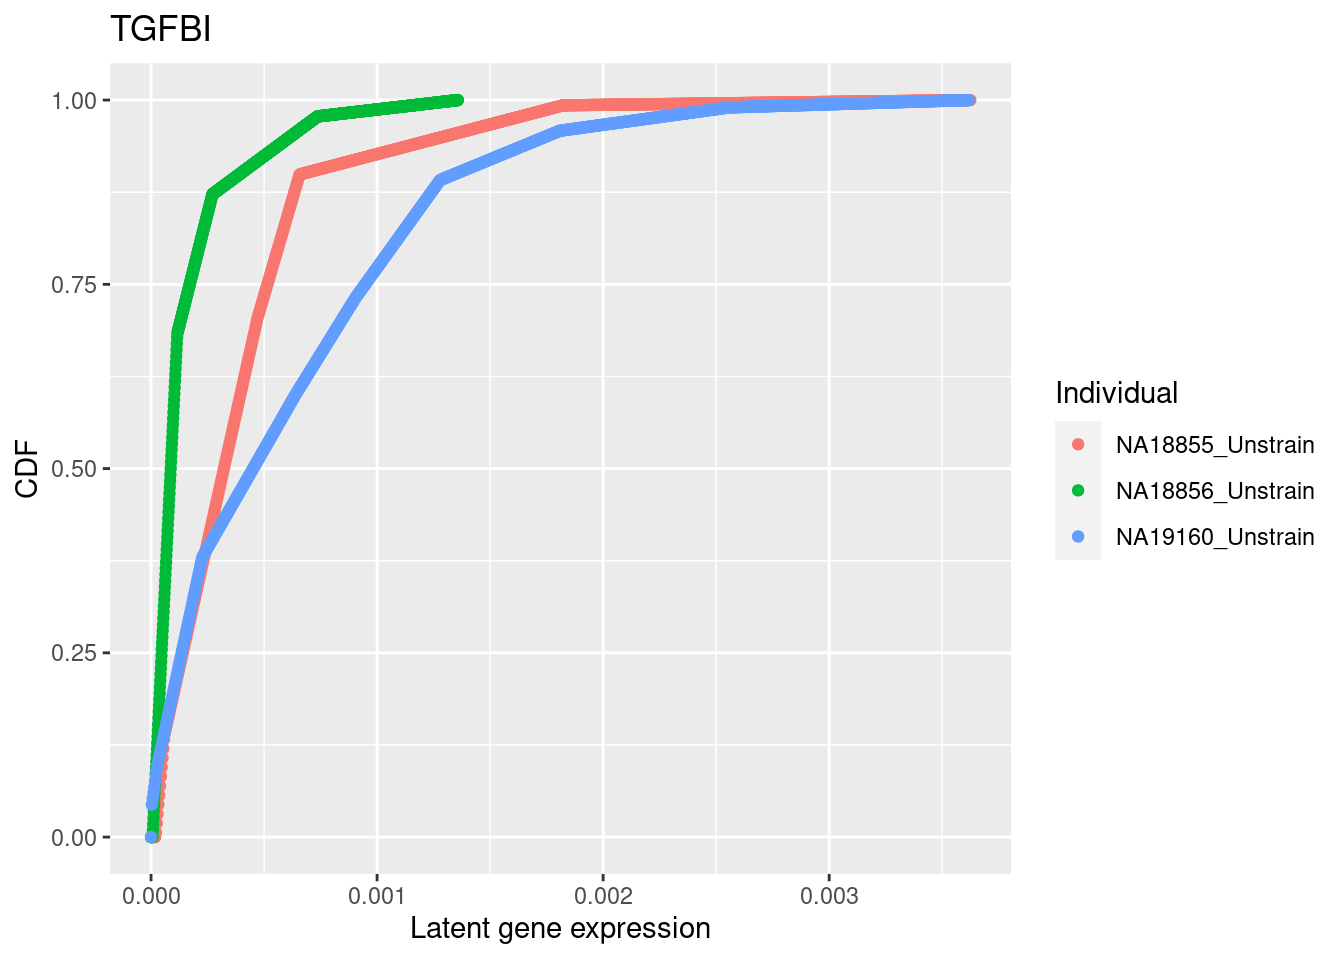 TGFBI
1.00
0.75
0.50
0.25
0.00
CDF
0.000 0.001 0.002 0.003
Latent gene expression
Individual
NA18855_Unstrain
NA18856_Unstrain
NA19160_Unstrain